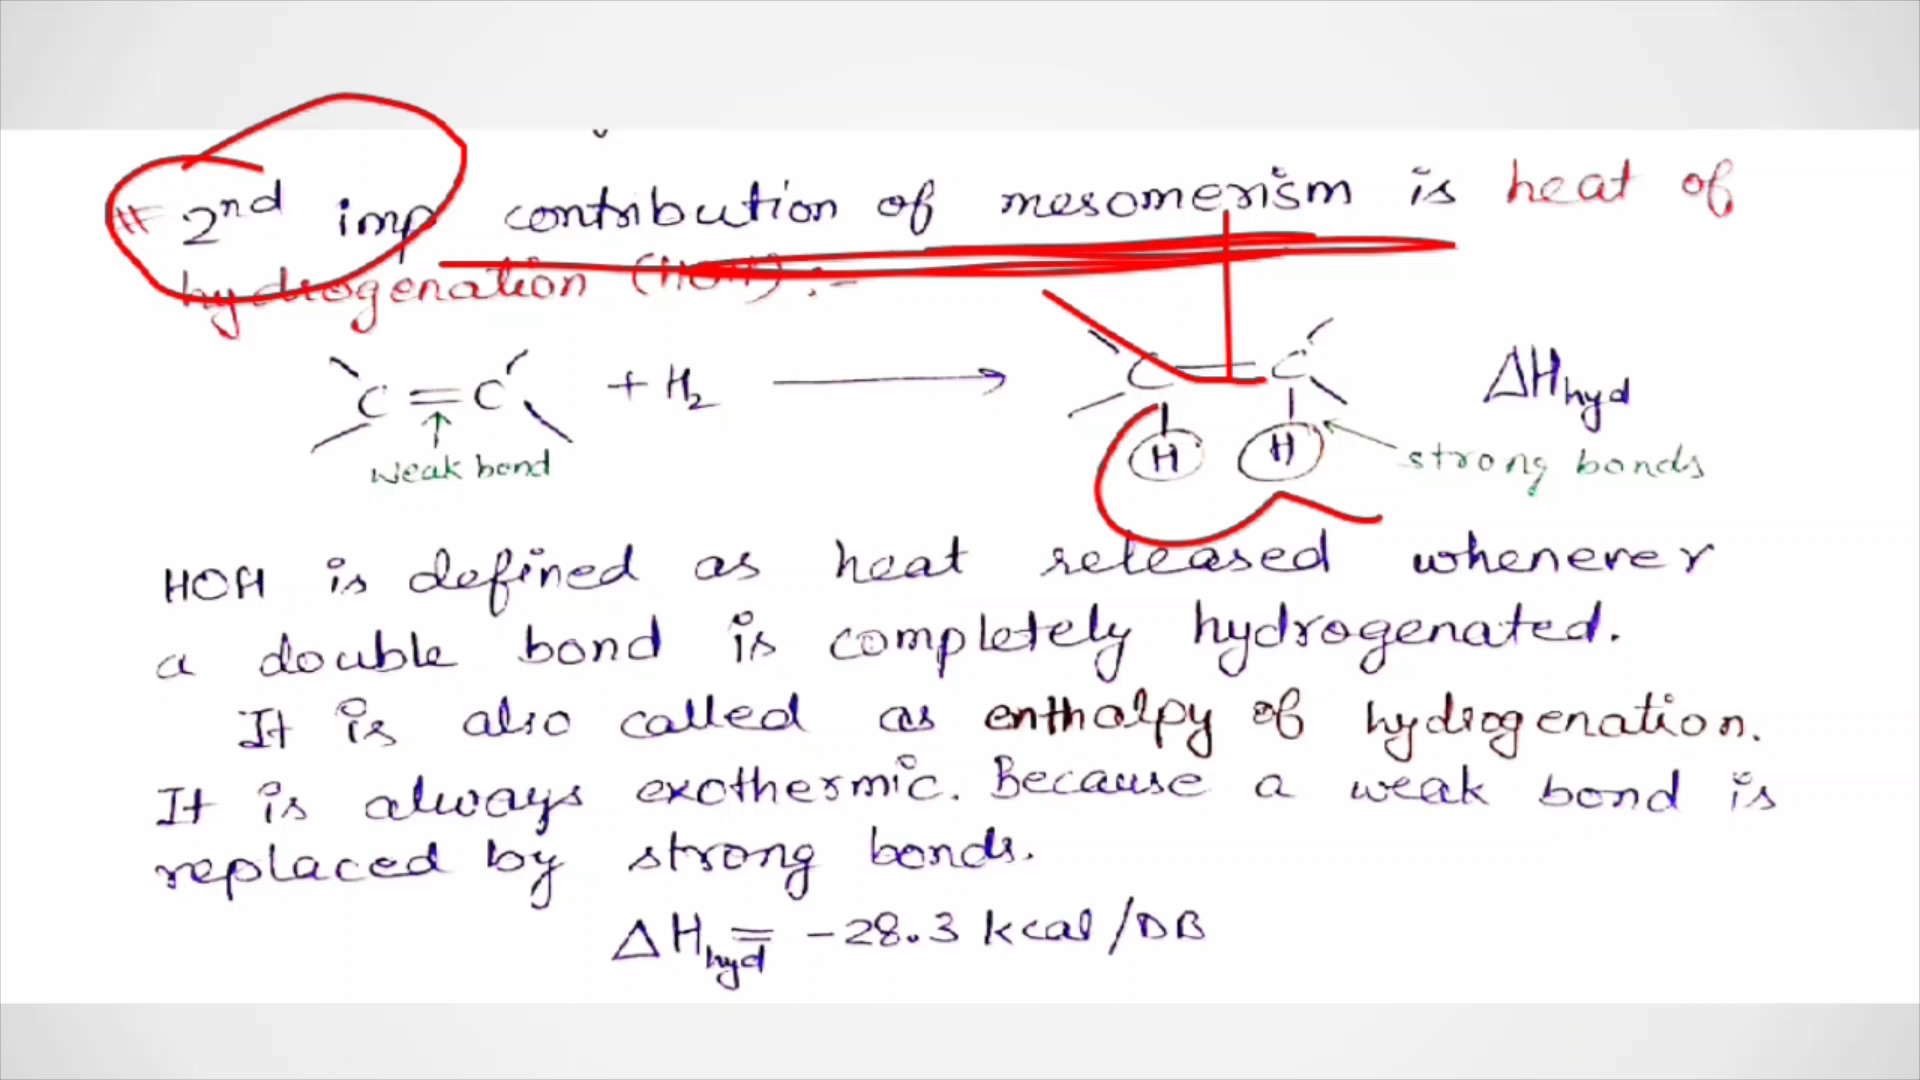 # 2nd imp contribution of mesomerism is heat of
hydrogenation (HOH) :-
C=C + H2 → C=C ΔHhyd
weak bond
H H strong bonds
HOH is defined as heat released whenever
a double bond is completely hydrogenated.
It is also called as enthalpy of hydrogenation.
It is always exothermic. Because a weak bond is
replaced by strong bonds.
ΔHhyd = -28.3 kcal/DB